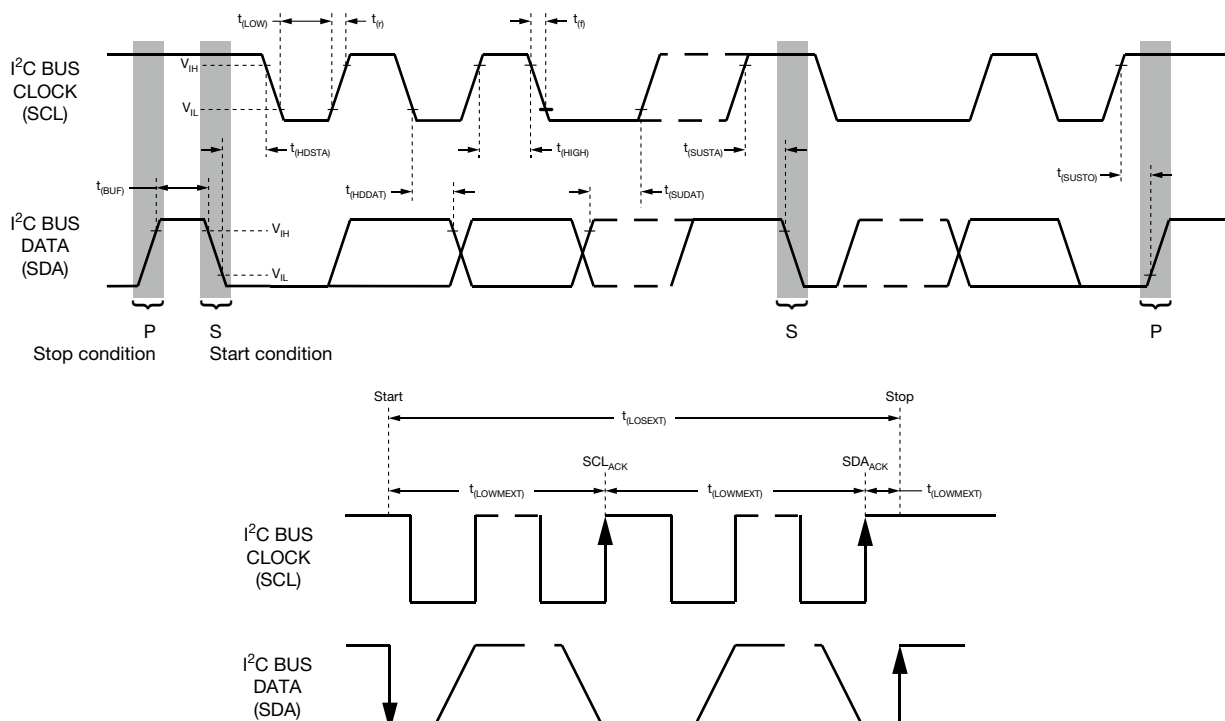 t(LOW) t(r) t(f)
I²C BUS
CLOCK
(SCL)
VIH
VIL
t(HDSTA) t(HIGH) t(SUSTA)
t(BUF) t(HDDAT) t(SUDAT) t(SUSTO)
I²C BUS
DATA
(SDA)
VIH
VIL
P S S P
Stop condition Start condition
Start Stop
t(LOSEXT)
SCLACK SDAACK
t(LOWMEXT) t(LOWMEXT) t(LOWMEXT)
I²C BUS
CLOCK
(SCL)
I²C BUS
DATA
(SDA)